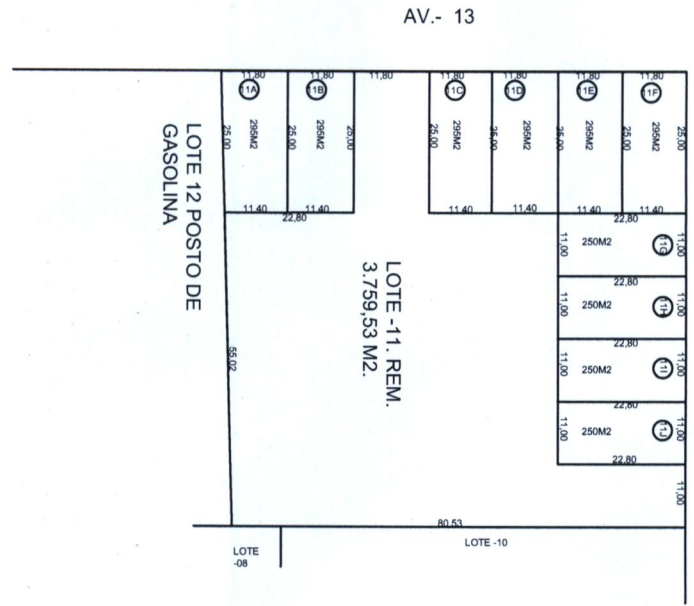 AV.- 13
11,80 11,80 11,80 11,80 11,80 11,80 11,80
11A 11B 11C 11D 11E 11F
25,00 295M2 25,00 295M2 25,00 25,00 295M2 25,00 295M2 25,00 295M2 25,00 295M2 25,00
11.40 11.40 11.40 11.40 11.40 11.40
22,80 22,80
LOTE 12 POSTO DE
GASOLINA
11,00 250M2 11G 11,00
22,80
LOTE -11. REM.
3.759,53 M2.
11,00 250M2 11H 11,00
22,80
55.02
11,00 250M2 11I 11,00
22,80
11,00 250M2 11J 11,00
22.80
11,00
80.53
LOTE
-08
LOTE -10